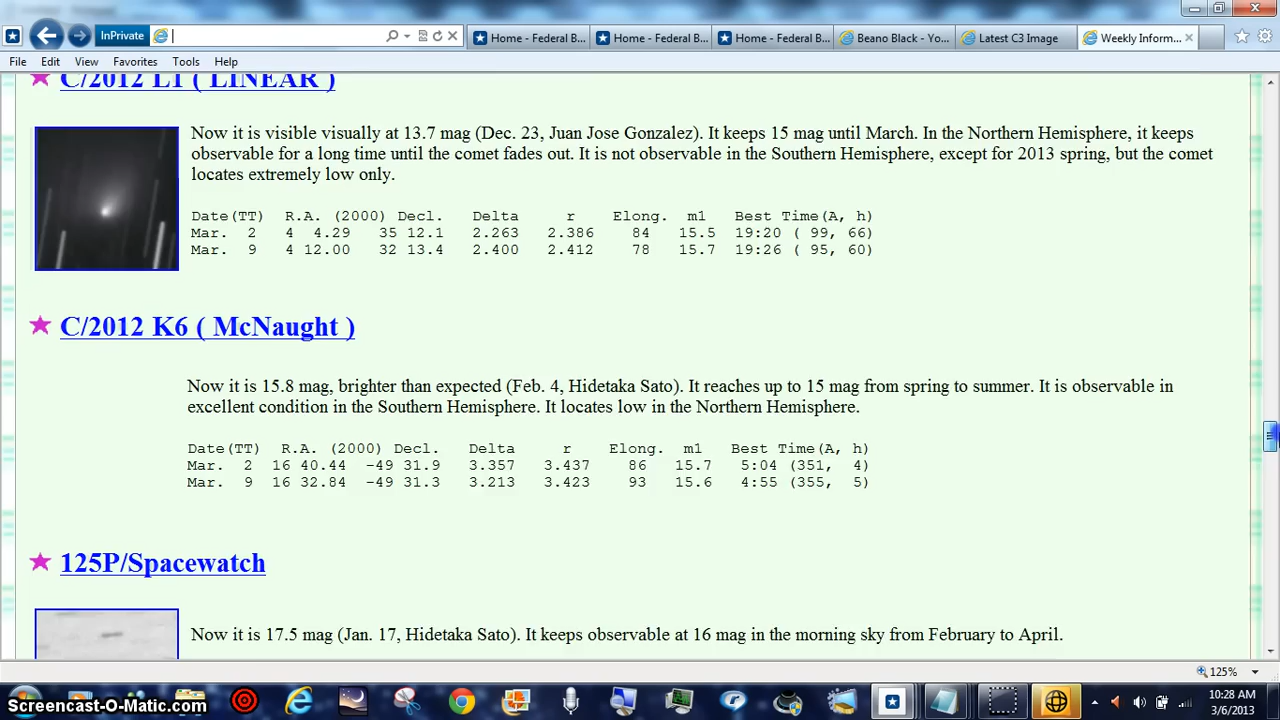 InPrivate
Home - Federal B...
Home - Federal B...
Home - Federal B...
Beano Black - Yo...
Latest C3 Image
Weekly Inform...
File Edit View Favorites Tools Help
C/2012 L1 ( LINEAR )
Now it is visible visually at 13.7 mag (Dec. 23, Juan Jose Gonzalez). It keeps 15 mag until March. In the Northern Hemisphere, it keeps
observable for a long time until the comet fades out. It is not observable in the Southern Hemisphere, except for 2013 spring, but the comet
locates extremely low only.
Date(TT) R.A. (2000) Decl. Delta r Elong. m1 Best Time(A, h)
Mar. 2 4 4.29 35 12.1 2.263 2.386 84 15.5 19:20 ( 99, 66)
Mar. 9 4 12.00 32 13.4 2.400 2.412 78 15.7 19:26 ( 95, 60)
C/2012 K6 ( McNaught )
Now it is 15.8 mag, brighter than expected (Feb. 4, Hidetaka Sato). It reaches up to 15 mag from spring to summer. It is observable in
excellent condition in the Southern Hemisphere. It locates low in the Northern Hemisphere.
Date(TT) R.A. (2000) Decl. Delta r Elong. m1 Best Time(A, h)
Mar. 2 16 40.44 -49 31.9 3.357 3.437 86 15.7 5:04 (351, 4)
Mar. 9 16 32.84 -49 31.3 3.213 3.423 93 15.6 4:55 (355, 5)
125P/Spacewatch
Now it is 17.5 mag (Jan. 17, Hidetaka Sato). It keeps observable at 16 mag in the morning sky from February to April.
125%
Screencast-O-Matic.com
10:28 AM
3/6/2013